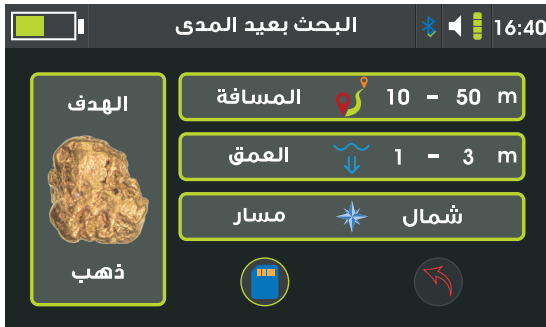 البحث بعيد المدى 16:40
الهدف
ذهب
المسافة 10 - 50 m
العمق 1 - 3 m
مسار شمال